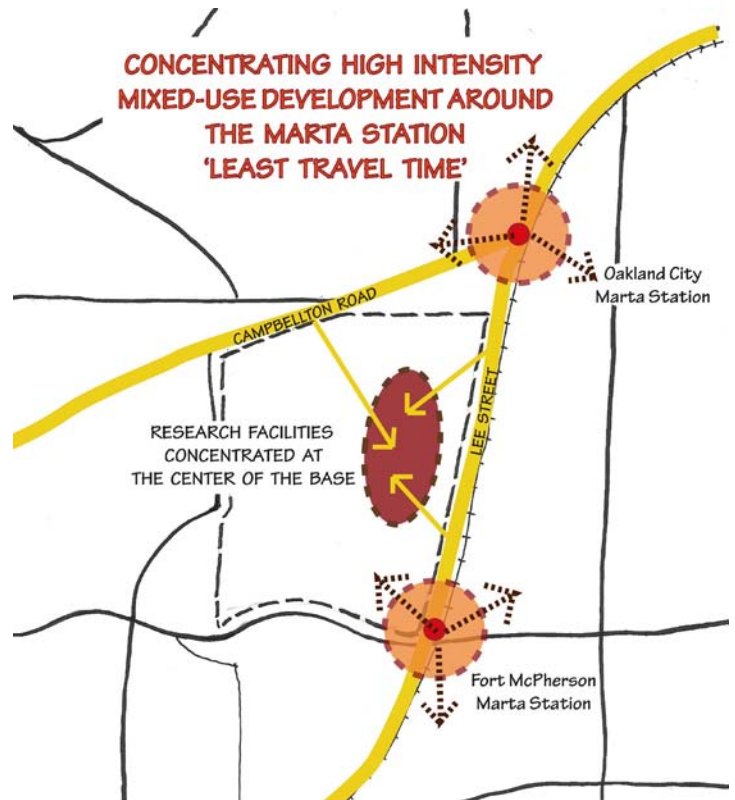 CONCENTRATING HIGH INTENSITY
MIXED-USE DEVELOPMENT AROUND
THE MARTA STATION
'LEAST TRAVEL TIME'
Oakland City
Marta Station
CAMPBELLTON ROAD
LEE STREET
RESEARCH FACILITIES
CONCENTRATED AT
THE CENTER OF THE BASE
Fort McPherson
Marta Station